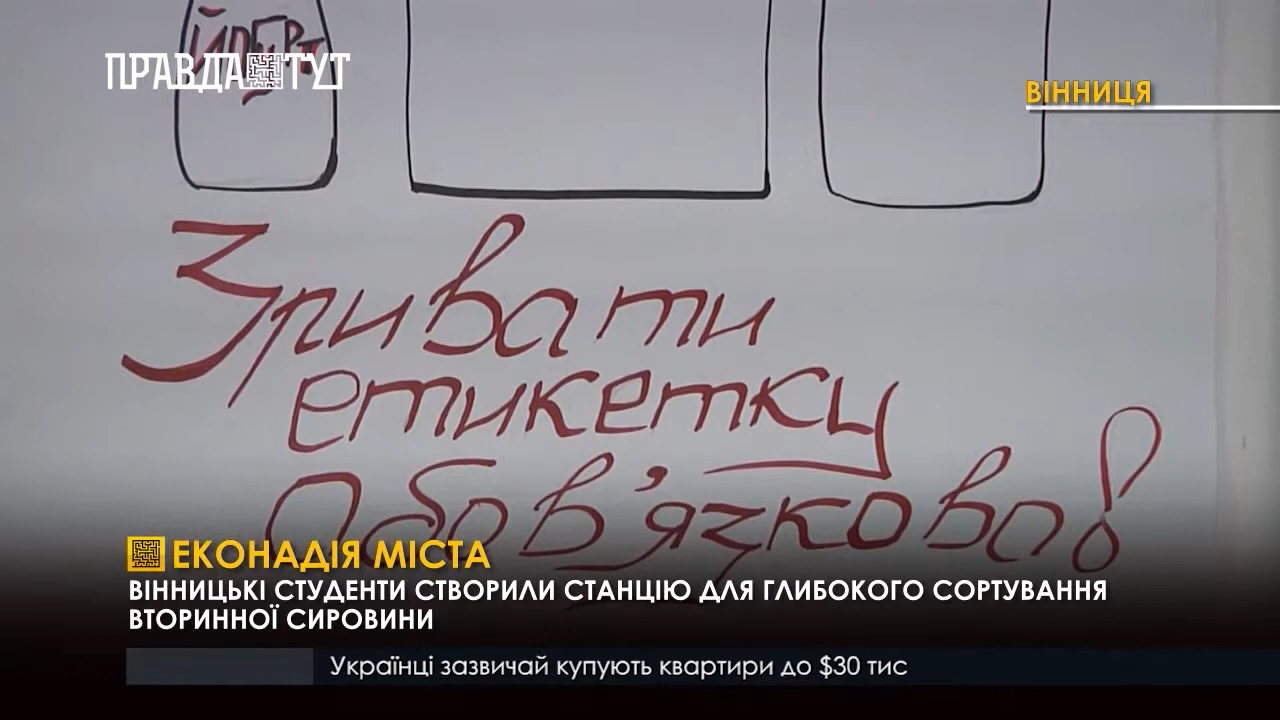 йогурт
ПРАВДА ТУТ
ВІННИЦЯ
Зривати
етикетку
Обов'язково!
ЕКОНАДІЯ МІСТА
ВІННИЦЬКІ СТУДЕНТИ СТВОРИЛИ СТАНЦІЮ ДЛЯ ГЛИБОКОГО СОРТУВАННЯ
ВТОРИННОЇ СИРОВИНИ
Українці зазвичай купують квартири до $30 тис